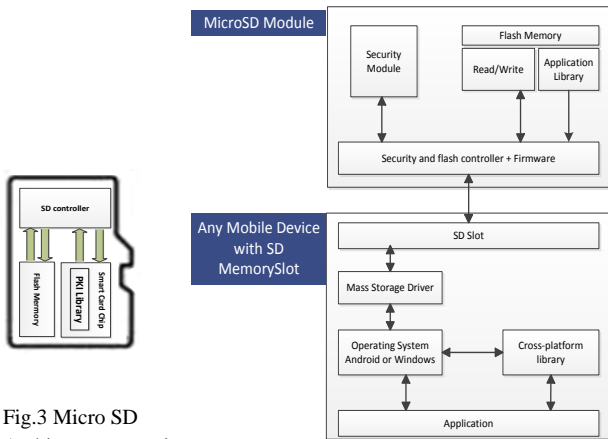 MicroSD Module
Security
Module
Flash Memory
Read/Write
Application
Library
Security and flash controller + Firmware
Any Mobile Device
with SD
MemorySlot
SD Slot
Mass Storage Driver
Operating System
Android or Windows
Cross-platform
library
Application
SD controller
Flash Mermory
PKI Library
Smart Card Chip
Fig.3 Micro SD